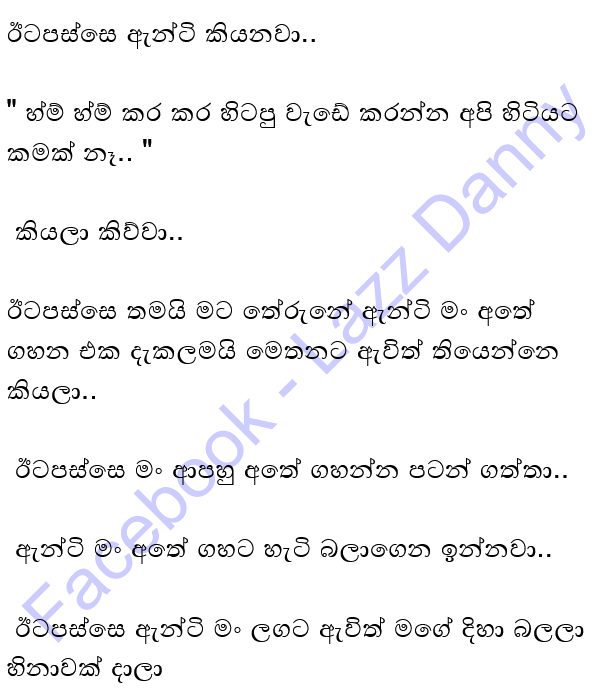 ඊටපස්සෙ ඇන්ටි කියනවා..
" හ්ම් හ්ම් කර කර හිටපු වැඩේ කරන්න අපි හිටියට
කමක් නෑ.. "
කියලා කිව්වා..
ඊටපස්සෙ තමයි මට තේරුනේ ඇන්ටි මං අතේ
ගහන එක දැකලමයි මෙතනට ඇවිත් තියෙන්නෙ
කියලා..
ඊටපස්සෙ මං ආපහු අතේ ගහන්න පටන් ගත්තා..
ඇන්ටි මං අතේ ගහට හැටි බලාගෙන ඉන්නවා..
ඊටපස්සෙ ඇන්ටි මං ලගට ඇවිත් මගේ දිහා බලලා
හිනාවක් දාලා
Facebook - Lazz Danny